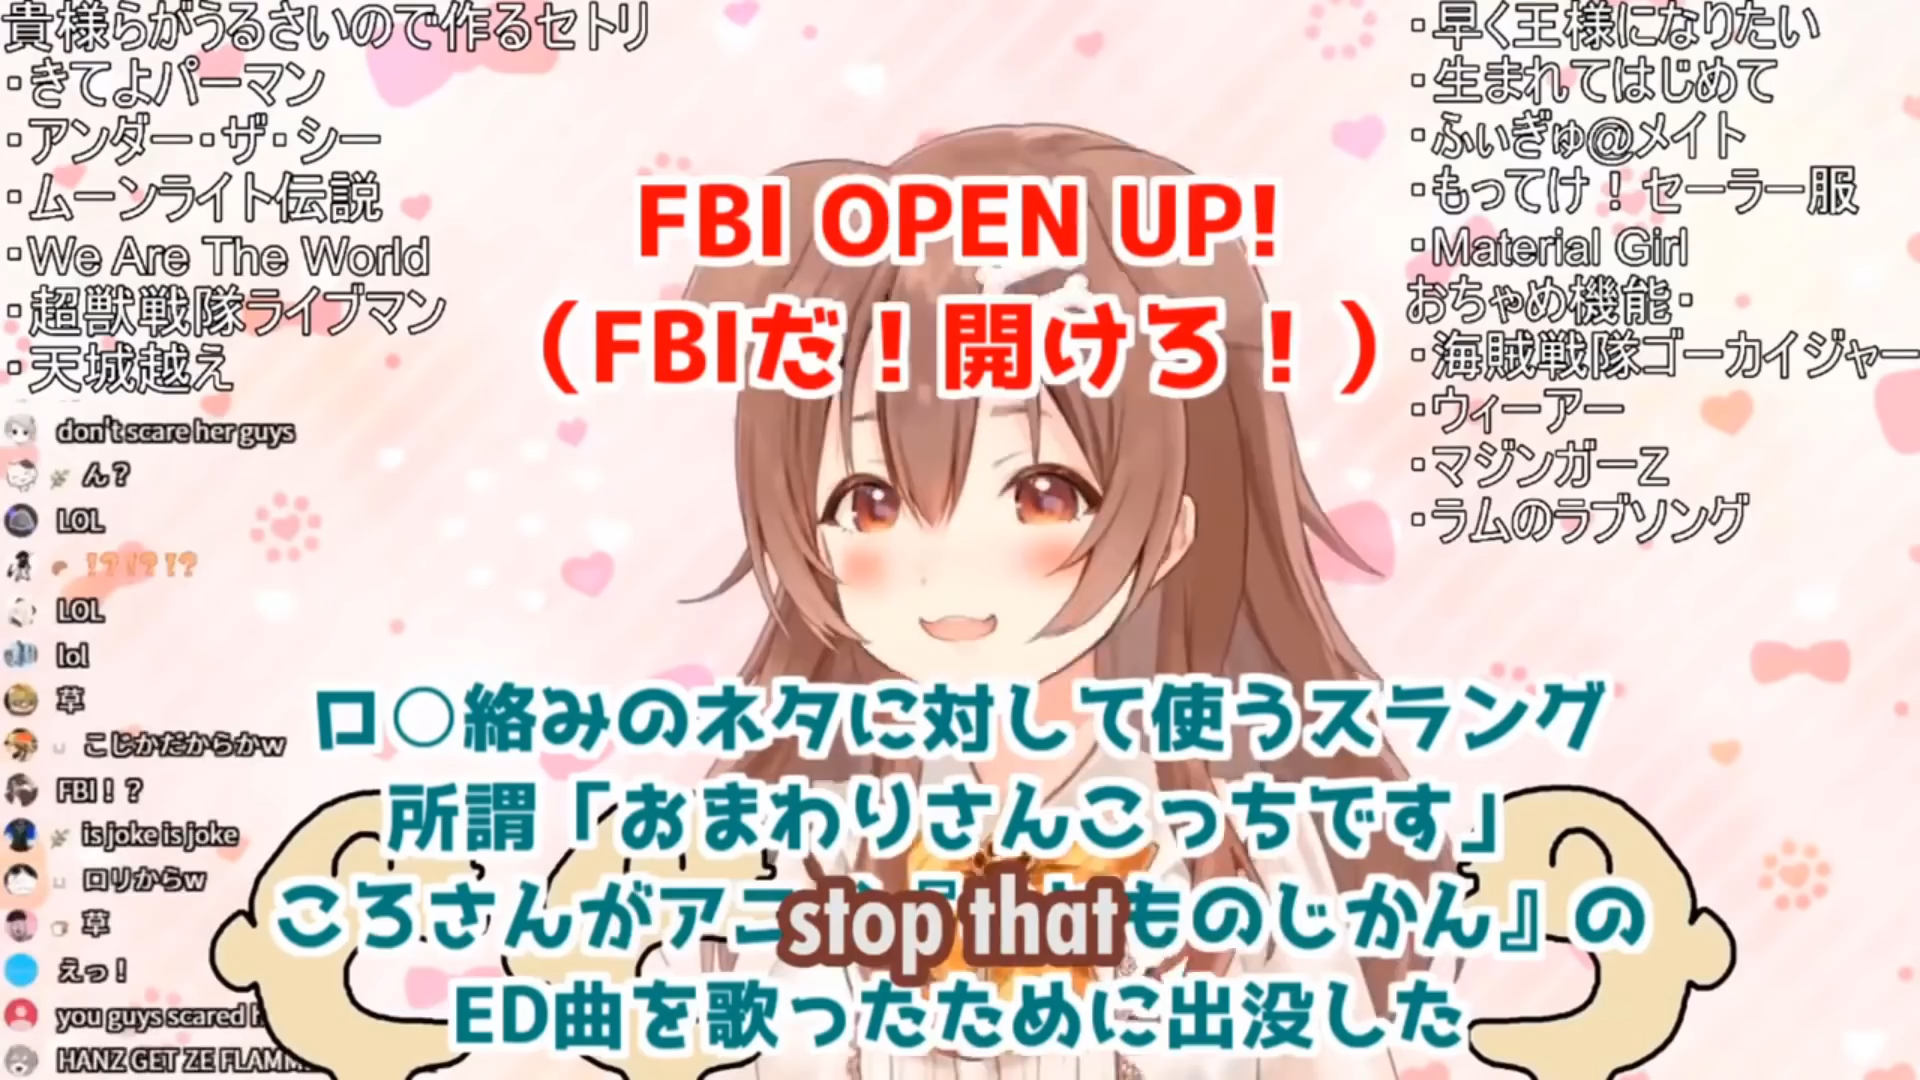 貴様らがうるさいので作るセトリ
・きてよパーマン
・アンダー・ザ・シー
・ムーンライト伝説
・We Are The World
・超獣戦隊ライブマン
・天城越え
・早く王様になりたい
・生まれてはじめて
・ふぃぎゅ@メイト
・もってけ!セーラー服
・Material Girl
おちゃめ機能・
・海賊戦隊ゴーカイジャー
・ウィーアー
・マジンガーZ
・ラムのラブソング
FBI OPEN UP!
(FBIだ!開けろ!)
don't scare her guys
ん?
LOL
!?!?!?
LOL
lol
草
こじかだからかw
FBI!?
is joke is joke
ロリからw
草
えっ!
you guys scared
HANZ GET ZE FLAMM
ロ○絡みのネタに対して使うスラング
所謂「おまわりさんこっちです」
ころさんがアニ
ものじかん』の
stop that
ED曲を歌ったために出没した